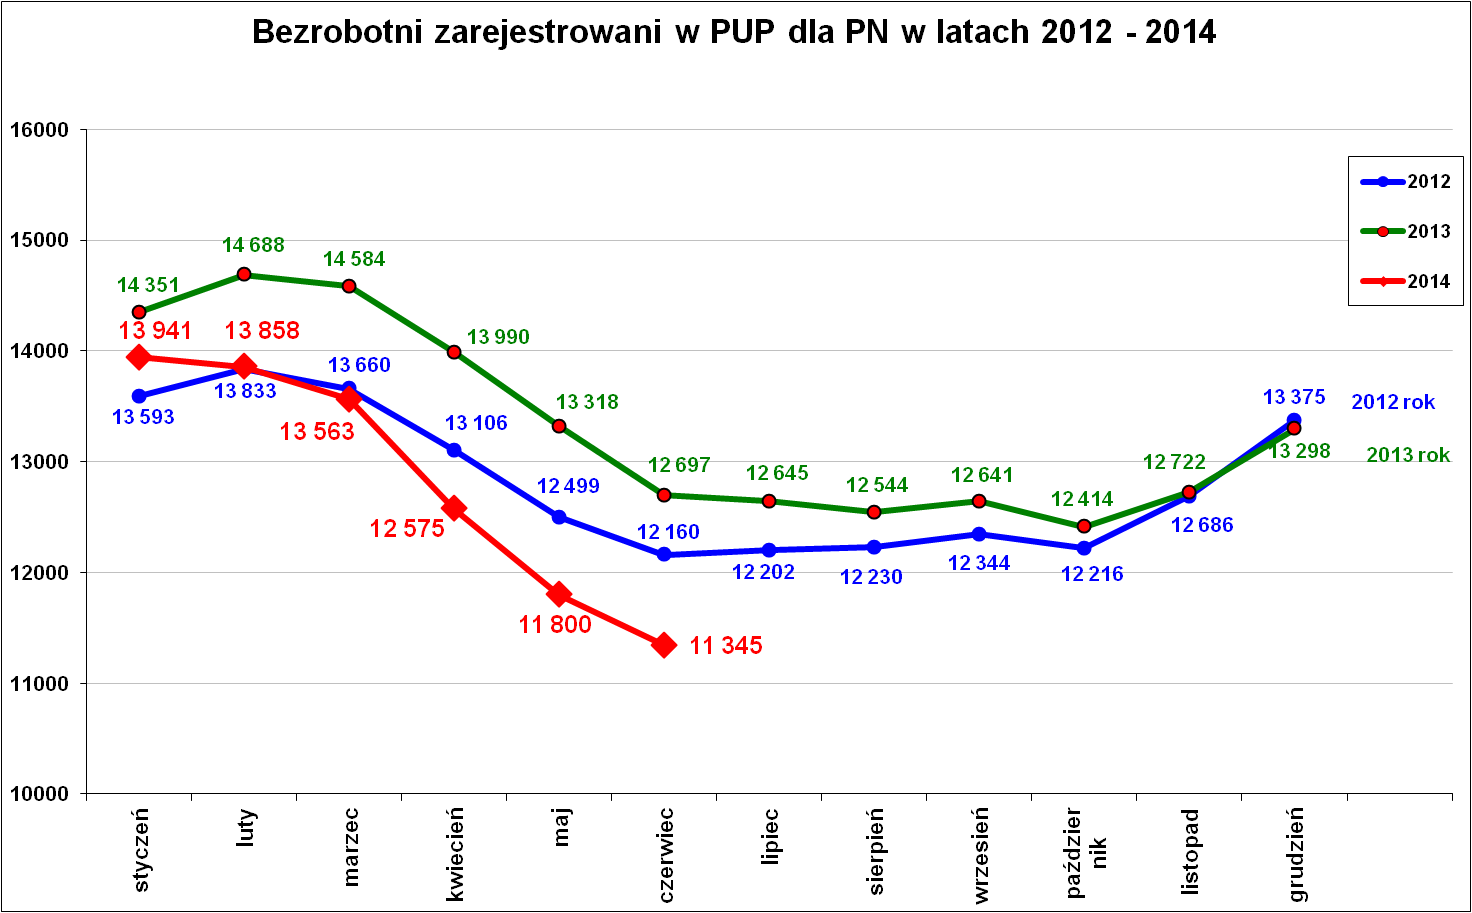 Bezrobotni zarejestrowani w PUP dla PN w latach 2012 - 2014
16000
15000
14000
13000
12000
11000
10000
2012
2013
2014
14 351
14 688
14 584
13 990
13 318
12 697
12 645
12 544
12 641
12 414
12 722
13 298
2013 rok
13 941
13 858
13 563
12 575
11 800
11 345
13 593
13 833
13 660
13 106
12 499
12 160
12 202
12 230
12 344
12 216
12 686
13 375
2012 rok
styczeń
luty
marzec
kwiecień
maj
czerwiec
lipiec
sierpień
wrzesień
paździer
nik
listopad
grudzień